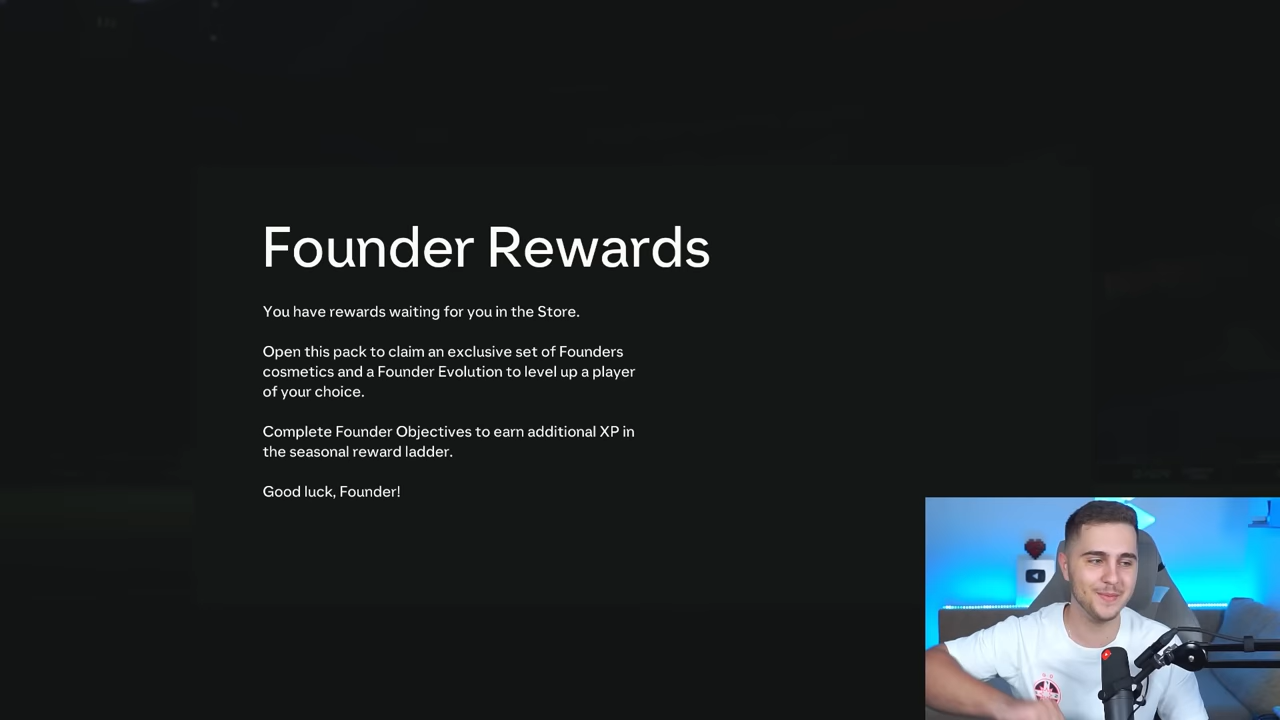 Founder Rewards
You have rewards waiting for you in the Store.
Open this pack to claim an exclusive set of Founders
cosmetics and a Founder Evolution to level up a player
of your choice.
Complete Founder Objectives to earn additional XP in
the seasonal reward ladder.
Good luck, Founder!